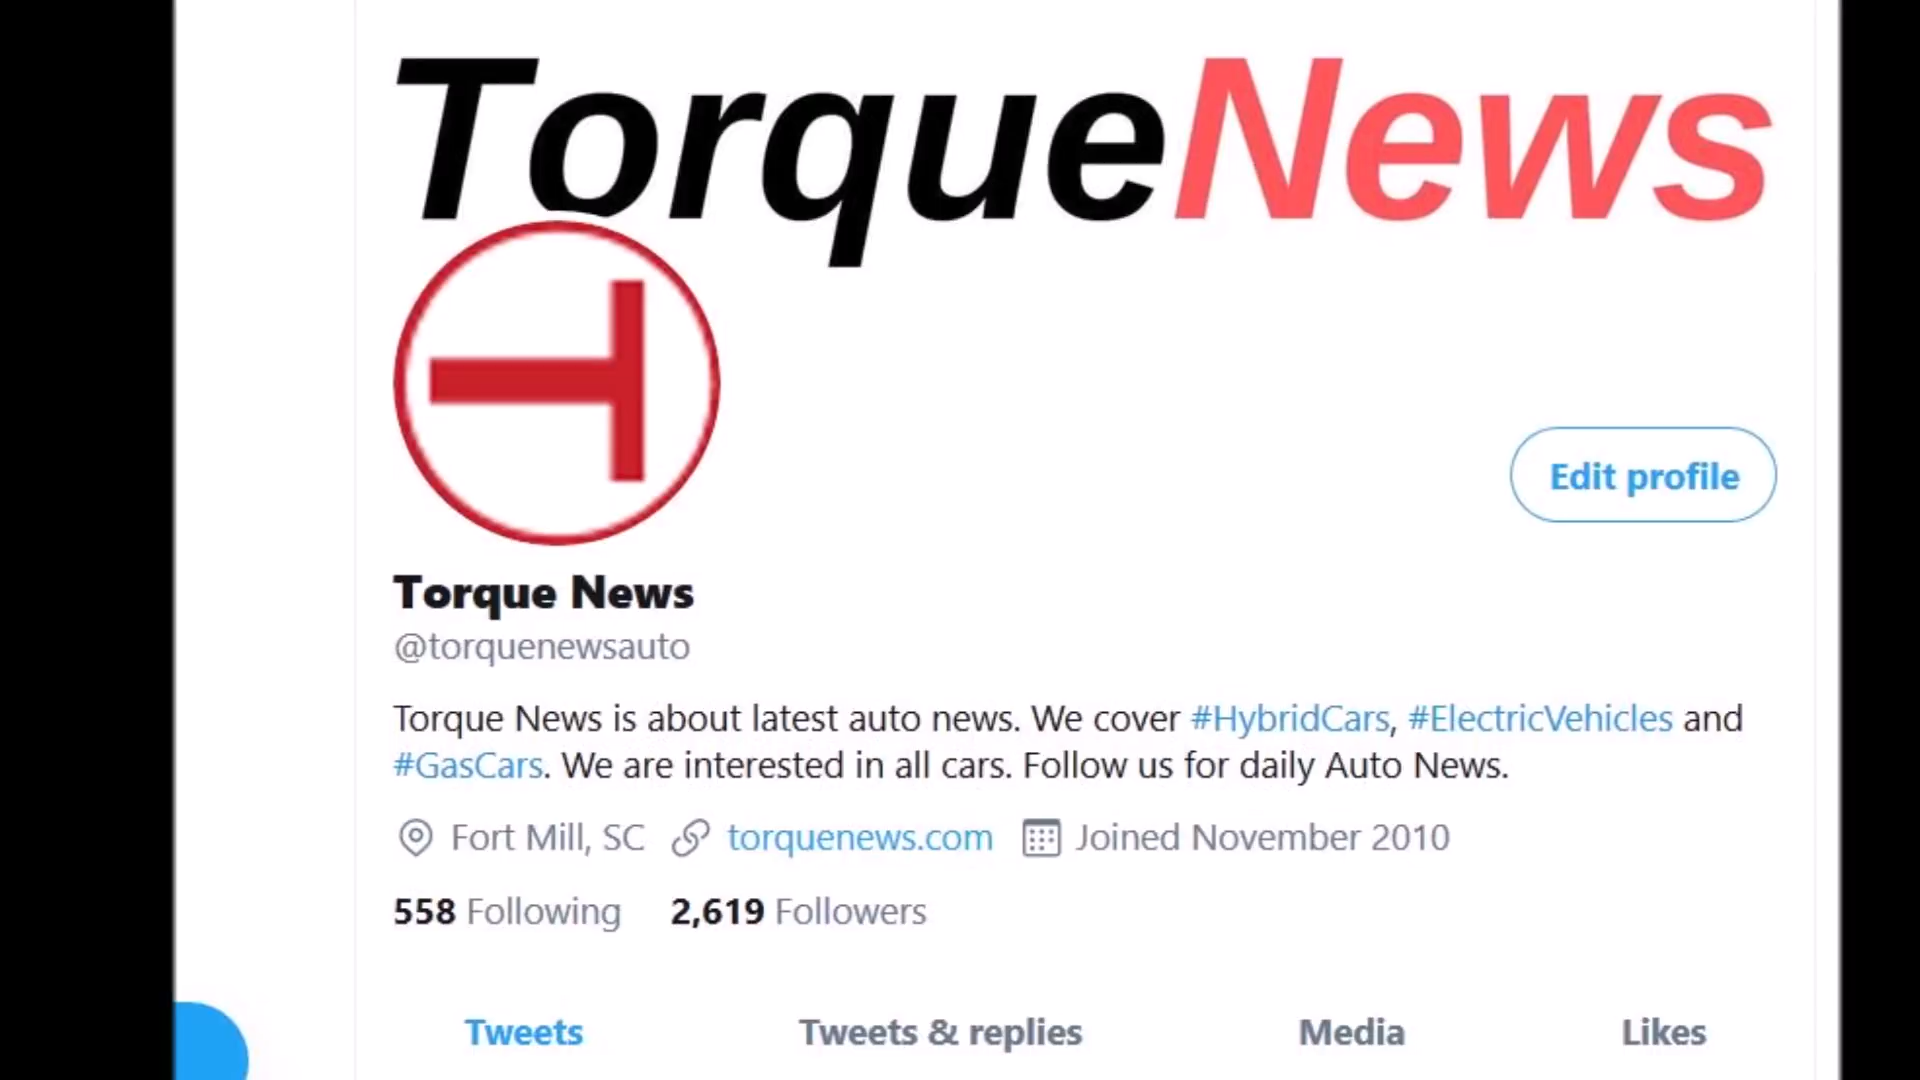 TorqueNews
T
Edit profile
Torque News
@torquenewsauto
Torque News is about latest auto news. We cover #HybridCars, #ElectricVehicles and
#GasCars. We are interested in all cars. Follow us for daily Auto News.
Fort Mill, SC torquenews.com Joined November 2010
558 Following 2,619 Followers
Tweets Tweets & replies Media Likes